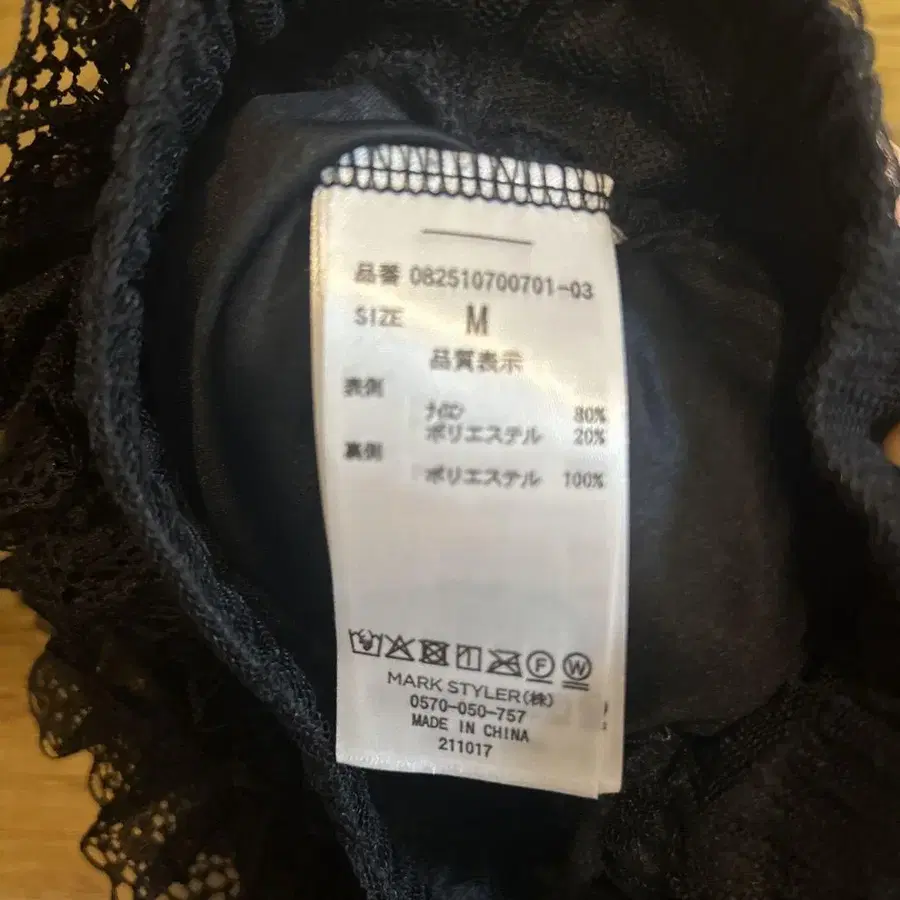 品番 082510700701-03
SIZE M
品質表示
表側
ナイロン 80%
ポリエステル 20%
裏側
ポリエステル 100%
MARK STYLER(株)
0570-050-757
MADE IN CHINA
211017